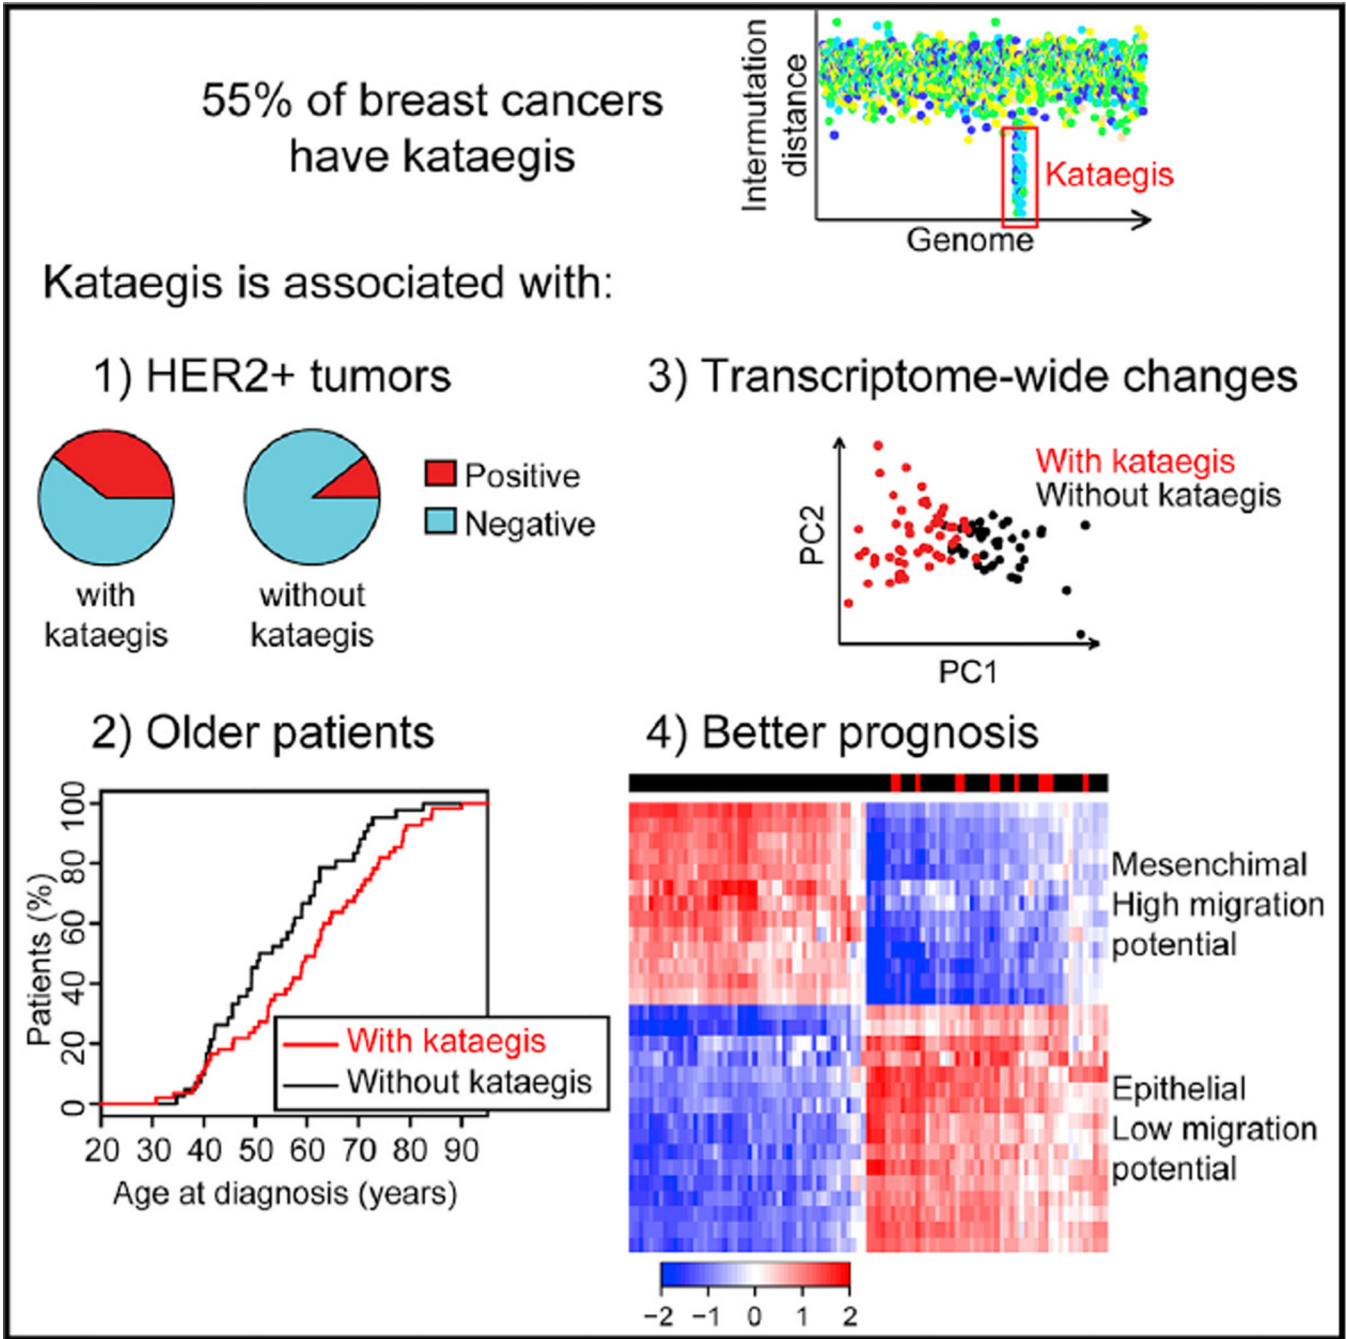 55% of breast cancers
have kataegis
Intermutation
distance
Kataegis
Genome
Kataegis is associated with:
1) HER2+ tumors
Positive
Negative
with
kataegis
without
kataegis
3) Transcriptome-wide changes
With kataegis
Without kataegis
PC2
PC1
2) Older patients
Patients (%)
100
80
60
40
20
0
With kataegis
Without kataegis
20 30 40 50 60 70 80 90
Age at diagnosis (years)
4) Better prognosis
Mesenchimal
High migration
potential
Epithelial
Low migration
potential
−2 −1 0 1 2